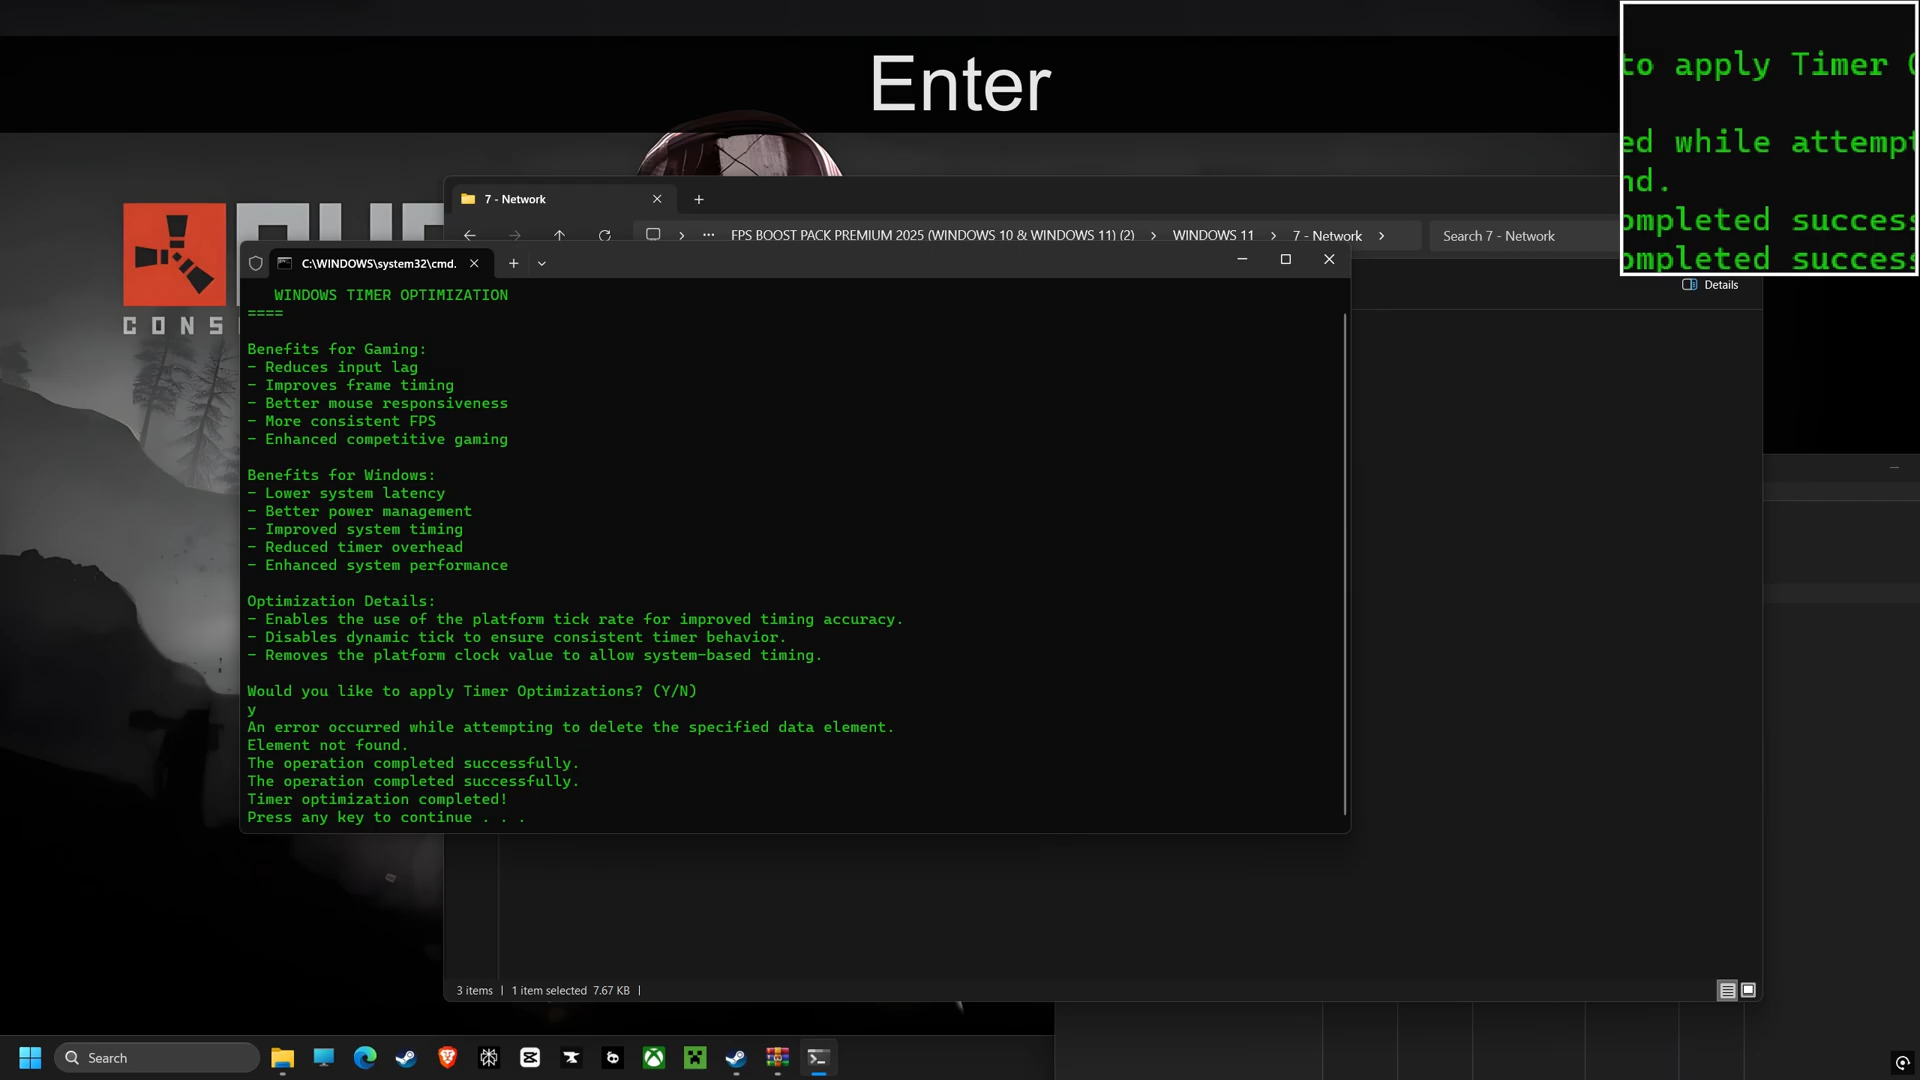 Enter
to apply Timer
ed while attempt
nd.
ompleted success
ompleted success
7 - Network
FPS BOOST PACK PREMIUM 2025 (WINDOWS 10 & WINDOWS 11) (2) > WINDOWS 11 > 7 - Network >
Search 7 - Network
Details
C:\WINDOWS\system32\cmd.
WINDOWS TIMER OPTIMIZATION
====
Benefits for Gaming:
- Reduces input lag
- Improves frame timing
- Better mouse responsiveness
- More consistent FPS
- Enhanced competitive gaming
Benefits for Windows:
- Lower system latency
- Better power management
- Improved system timing
- Reduced timer overhead
- Enhanced system performance
Optimization Details:
- Enables the use of the platform tick rate for improved timing accuracy.
- Disables dynamic tick to ensure consistent timer behavior.
- Removes the platform clock value to allow system-based timing.
Would you like to apply Timer Optimizations? (Y/N)
y
An error occurred while attempting to delete the specified data element.
Element not found.
The operation completed successfully.
The operation completed successfully.
Timer optimization completed!
Press any key to continue . . .
CONS
3 items | 1 item selected 7.67 KB |
Search